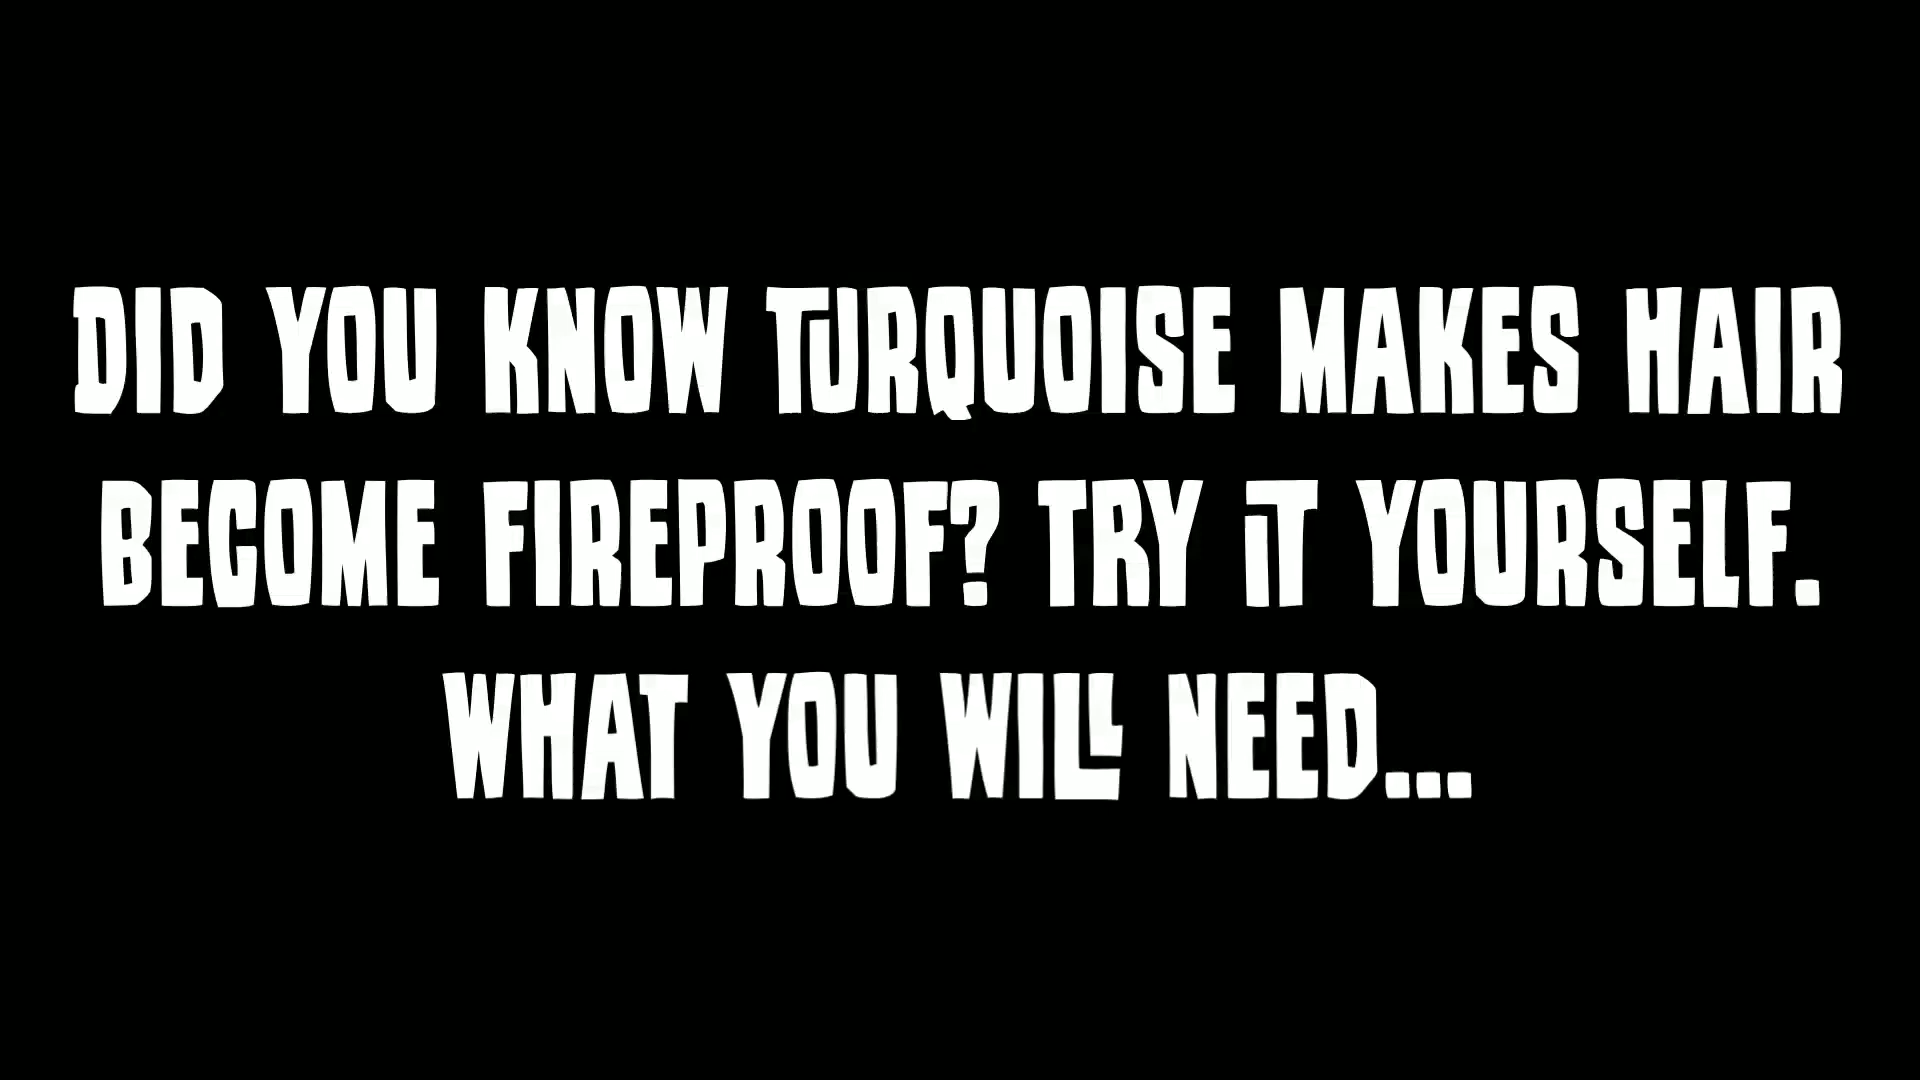 DID YOU KNOW TURQUOISE MAKES HAIR
BECOME FIREPROOF? TRY IT YOURSELF.
WHAT YOU WILL NEED...